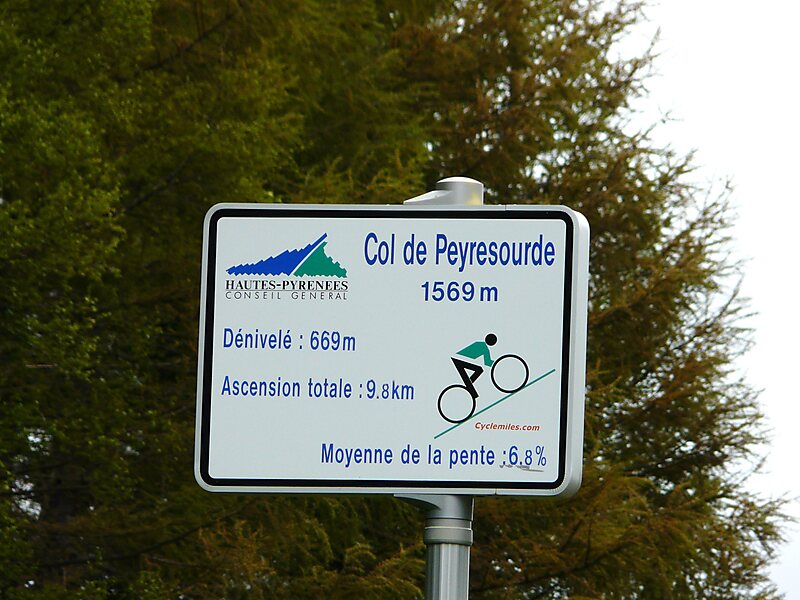 Col de Peyresourde
1569 m
HAUTES-PYRENEES
CONSEIL GENERAL
Dénivelé : 669m
Ascension totale : 9.8km
Cyclemiles.com
Moyenne de la pente : 6.8%